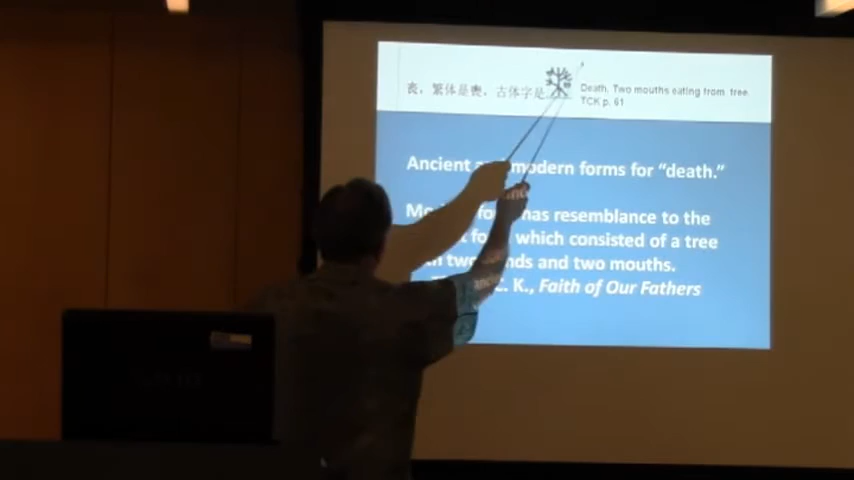 丧，繁体是喪，古体字是
Death. Two mouths eating from tree.
TCK p. 61
Ancient modern forms for “death.”
has resemblance to the
which consisted of a tree
two and two mouths.
C. K., Faith of Our Fathers